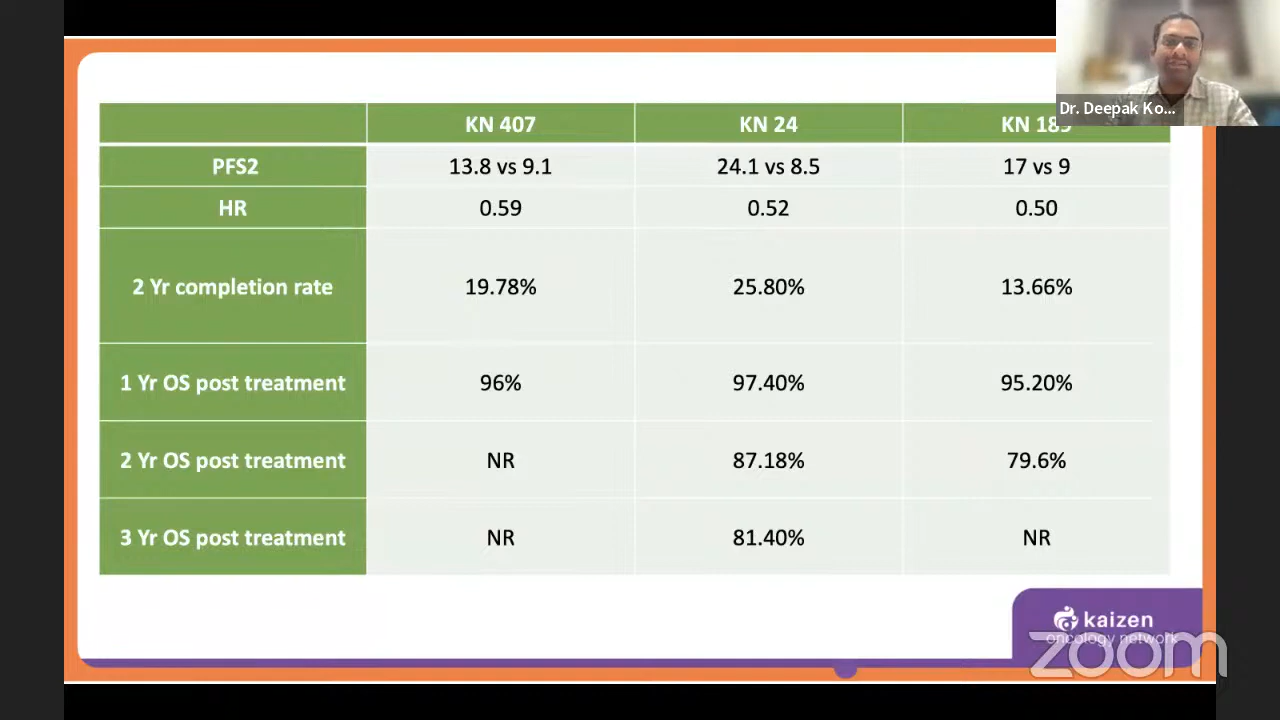 Dr. Deepak Ko...
KN 407 KN 24 KN 189
PFS2 13.8 vs 9.1 24.1 vs 8.5 17 vs 9
HR 0.59 0.52 0.50
2 Yr completion rate 19.78% 25.80% 13.66%
1 Yr OS post treatment 96% 97.40% 95.20%
2 Yr OS post treatment NR 87.18% 79.6%
3 Yr OS post treatment NR 81.40% NR
kaizen
oncology network
zoom